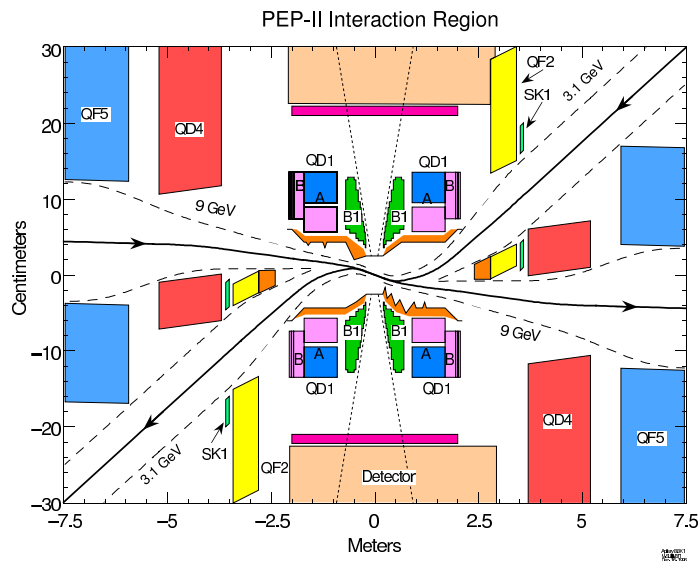 PEP-II Interaction Region
30
20
10
0
−10
−20
−30
Centimeters
−7.5
−5
−2.5
0
2.5
5
7.5
Meters
QF5
QD4
QF2
SK1
3.1 GeV
QD1
QD1
B
A
B1
B1
A
B
9 GeV
9 GeV
B
A
B1
B1
A
B
QD1
QD1
SK1
3.1 GeV
QF2
Detector
QD4
QF5